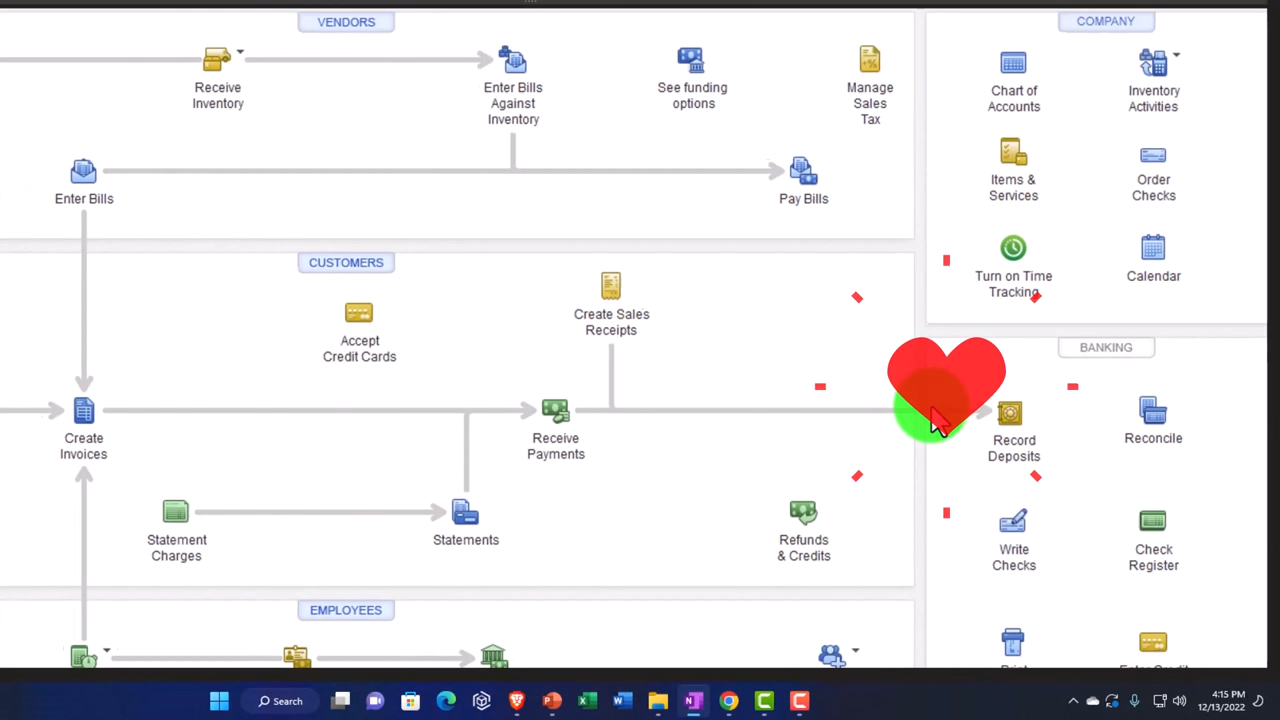 VENDORS
Receive
Inventory
Enter Bills
Against
Inventory
See funding
options
Manage
Sales
Tax
Enter Bills
Pay Bills
CUSTOMERS
Create Sales
Receipts
Accept
Credit Cards
Create
Invoices
Receive
Payments
Statement
Charges
Statements
Refunds
& Credits
EMPLOYEES
COMPANY
Chart of
Accounts
Inventory
Activities
Items &
Services
Order
Checks
Turn on Time
Tracking
Calendar
BANKING
Record
Deposits
Reconcile
Write
Checks
Check
Register
Print
Enter Credit
Search
4:15 PM
12/13/2022